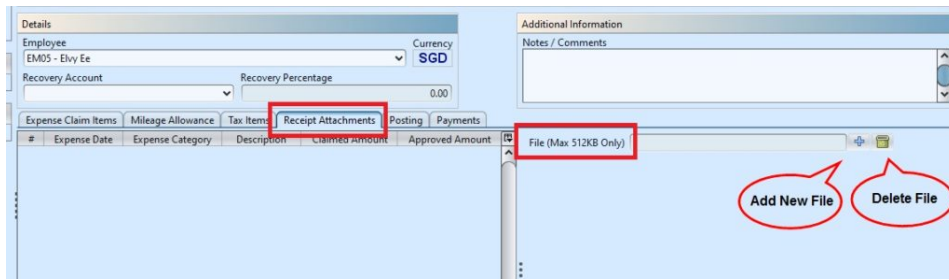 Details
Employee Currency
EM05 - Elvy Ee SGD
Recovery Account Recovery Percentage
0.00
Additional Information
Notes / Comments
Expense Claim Items Mileage Allowance Tax Items Receipt Attachments Posting Payments
# Expense Date Expense Category Description Claimed Amount Approved Amount
File (Max 512KB Only)
Add New File Delete File